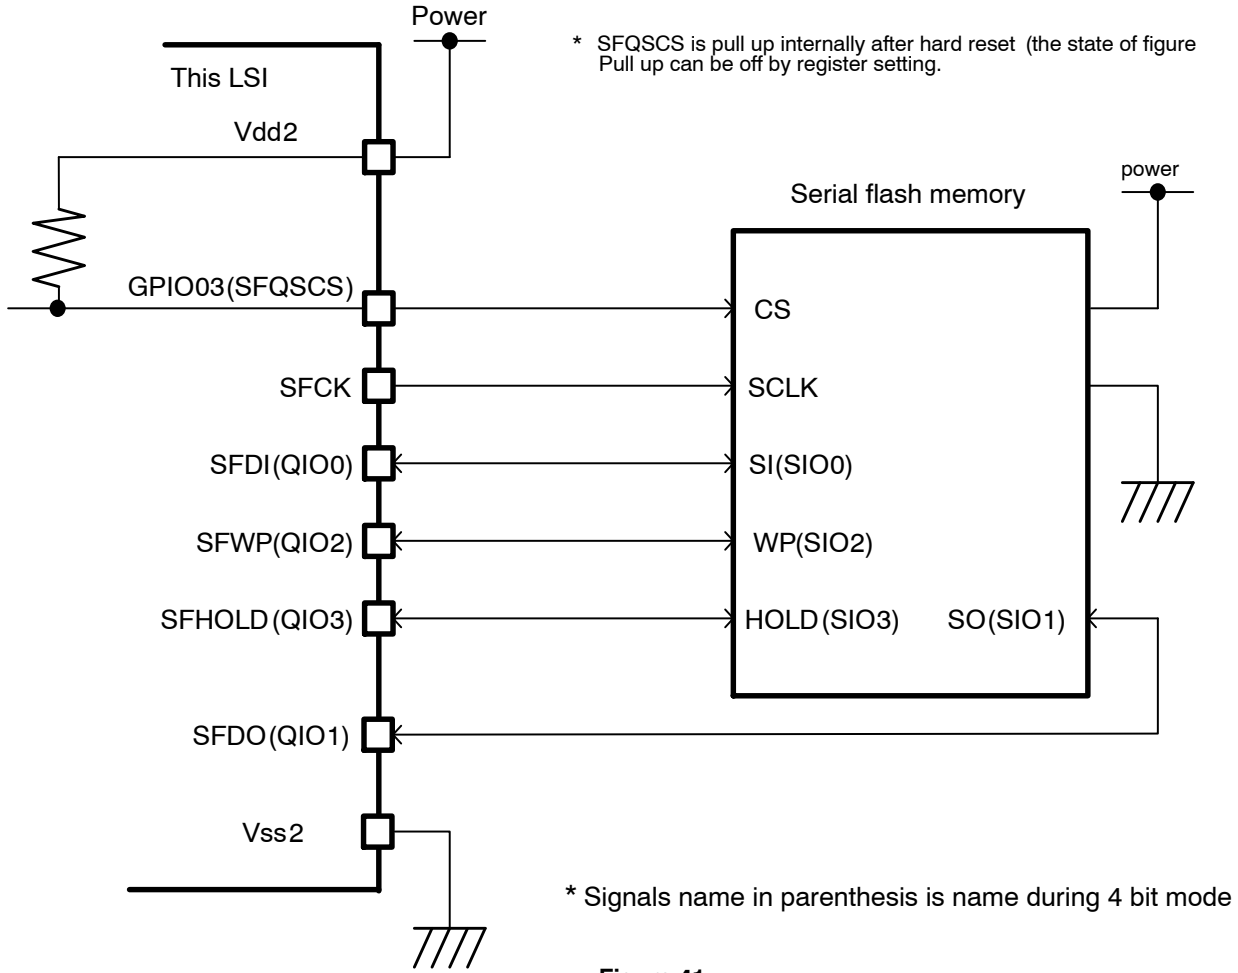 Power
* SFQSCS is pull up internally after hard reset (the state of figure
Pull up can be off by register setting.
This LSI
Vdd2
power
Serial flash memory
GPIO03(SFQSCS)
CS
SFCK
SCLK
SFDI(QIO0)
SI(SIO0)
SFWP(QIO2)
WP(SIO2)
SFHOLD(QIO3)
HOLD(SIO3)
SO(SIO1)
SFDO(QIO1)
Vss2
* Signals name in parenthesis is name during 4 bit mode
Figure 41